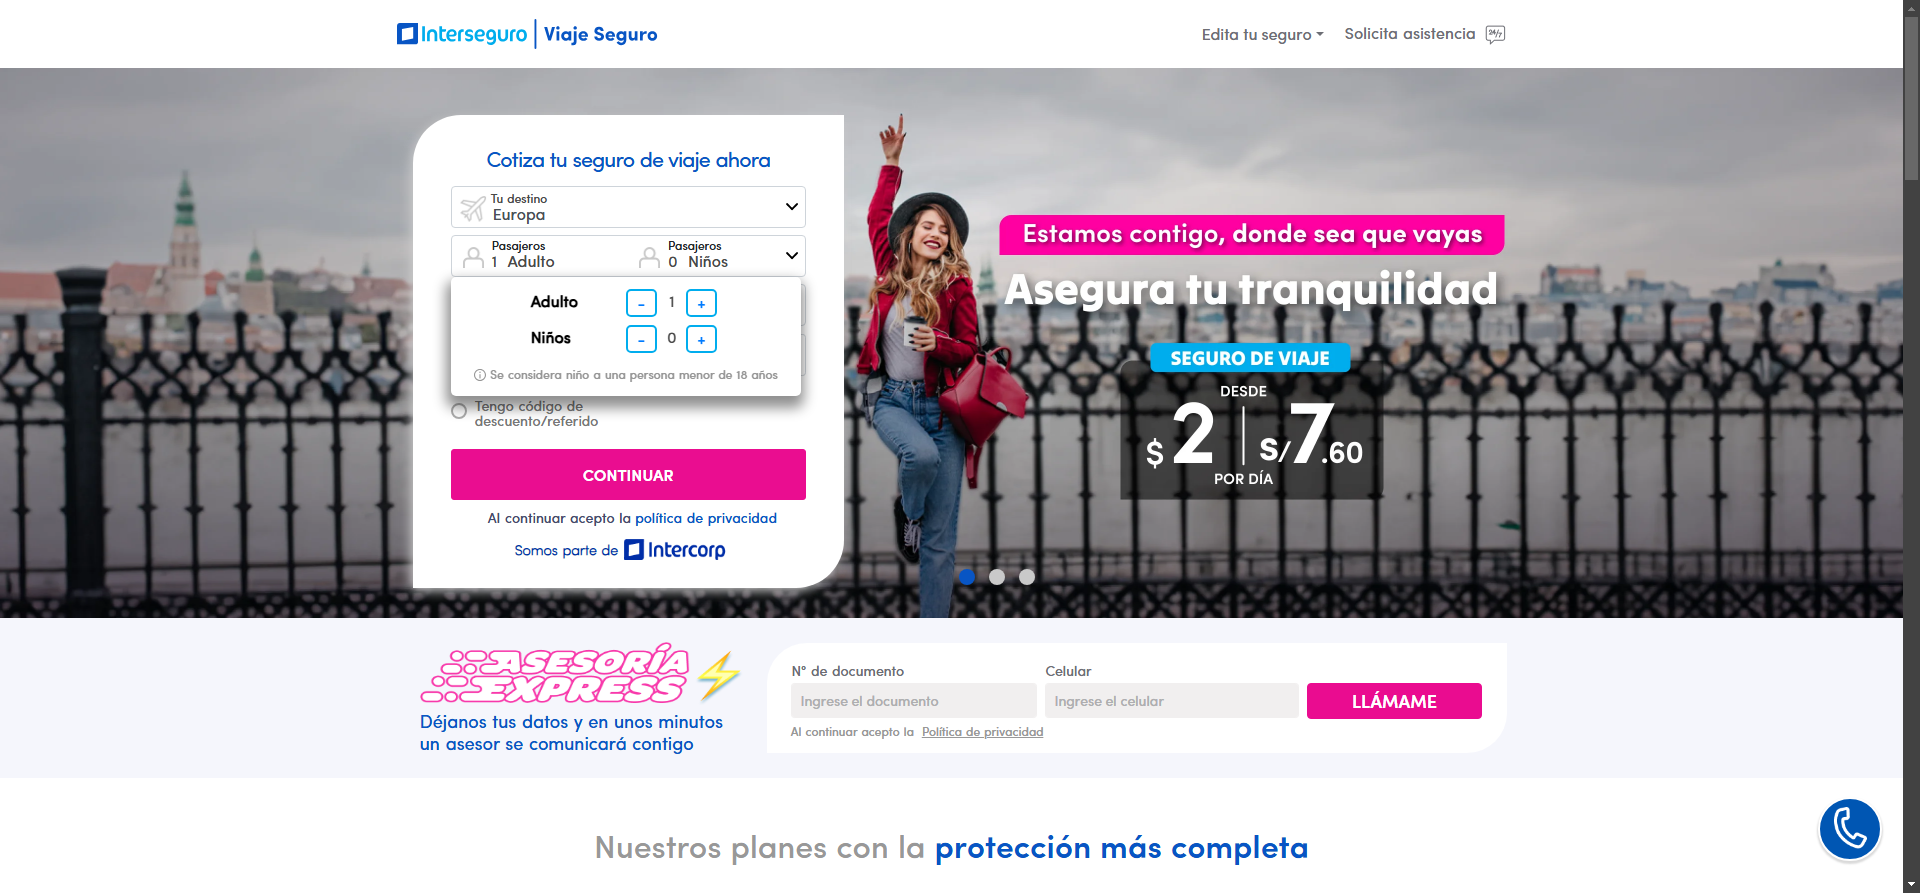 Interseguro | Viaje Seguro
Edita tu seguro
Solicita asistencia
24/7
Cotiza tu seguro de viaje ahora
Tu destino
Europa
Pasajeros
1 Adulto
Pasajeros
0 Niños
Adulto
- 1 +
Niños
- 0 +
Se considera niño a una persona menor de 18 años
Tengo código de
descuento/referido
CONTINUAR
Al continuar acepto la política de privacidad
Somos parte de Intercorp
Estamos contigo, donde sea que vayas
Asegura tu tranquilidad
SEGURO DE VIAJE
DESDE
$ 2 | S/7.60
POR DÍA
ASESORÍA
EXPRESS
Déjanos tus datos y en unos minutos
un asesor se comunicará contigo
N° de documento
Ingrese el documento
Celular
Ingrese el celular
LLÁMAME
Al continuar acepto la Política de privacidad
Nuestros planes con la protección más completa